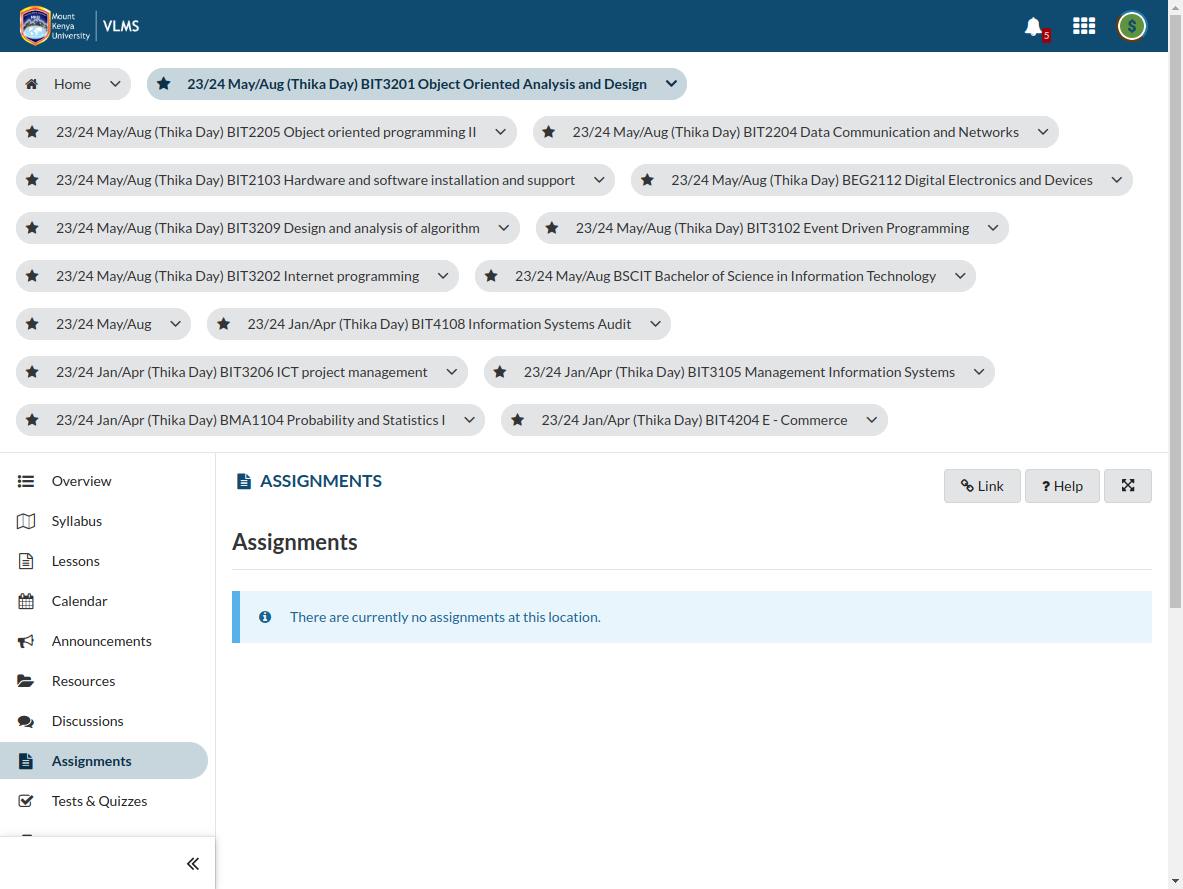 Mount
Kenya
University
VLMS
5
$
Home
23/24 May/Aug (Thika Day) BIT3201 Object Oriented Analysis and Design
23/24 May/Aug (Thika Day) BIT2205 Object oriented programming II
23/24 May/Aug (Thika Day) BIT2204 Data Communication and Networks
23/24 May/Aug (Thika Day) BIT2103 Hardware and software installation and support
23/24 May/Aug (Thika Day) BEG2112 Digital Electronics and Devices
23/24 May/Aug (Thika Day) BIT3209 Design and analysis of algorithm
23/24 May/Aug (Thika Day) BIT3102 Event Driven Programming
23/24 May/Aug (Thika Day) BIT3202 Internet programming
23/24 May/Aug BSCIT Bachelor of Science in Information Technology
23/24 May/Aug
23/24 Jan/Apr (Thika Day) BIT4108 Information Systems Audit
23/24 Jan/Apr (Thika Day) BIT3206 ICT project management
23/24 Jan/Apr (Thika Day) BIT3105 Management Information Systems
23/24 Jan/Apr (Thika Day) BMA1104 Probability and Statistics I
23/24 Jan/Apr (Thika Day) BIT4204 E - Commerce
Overview
Syllabus
Lessons
Calendar
Announcements
Resources
Discussions
Assignments
Tests & Quizzes
ASSIGNMENTS
Link
? Help
Assignments
There are currently no assignments at this location.